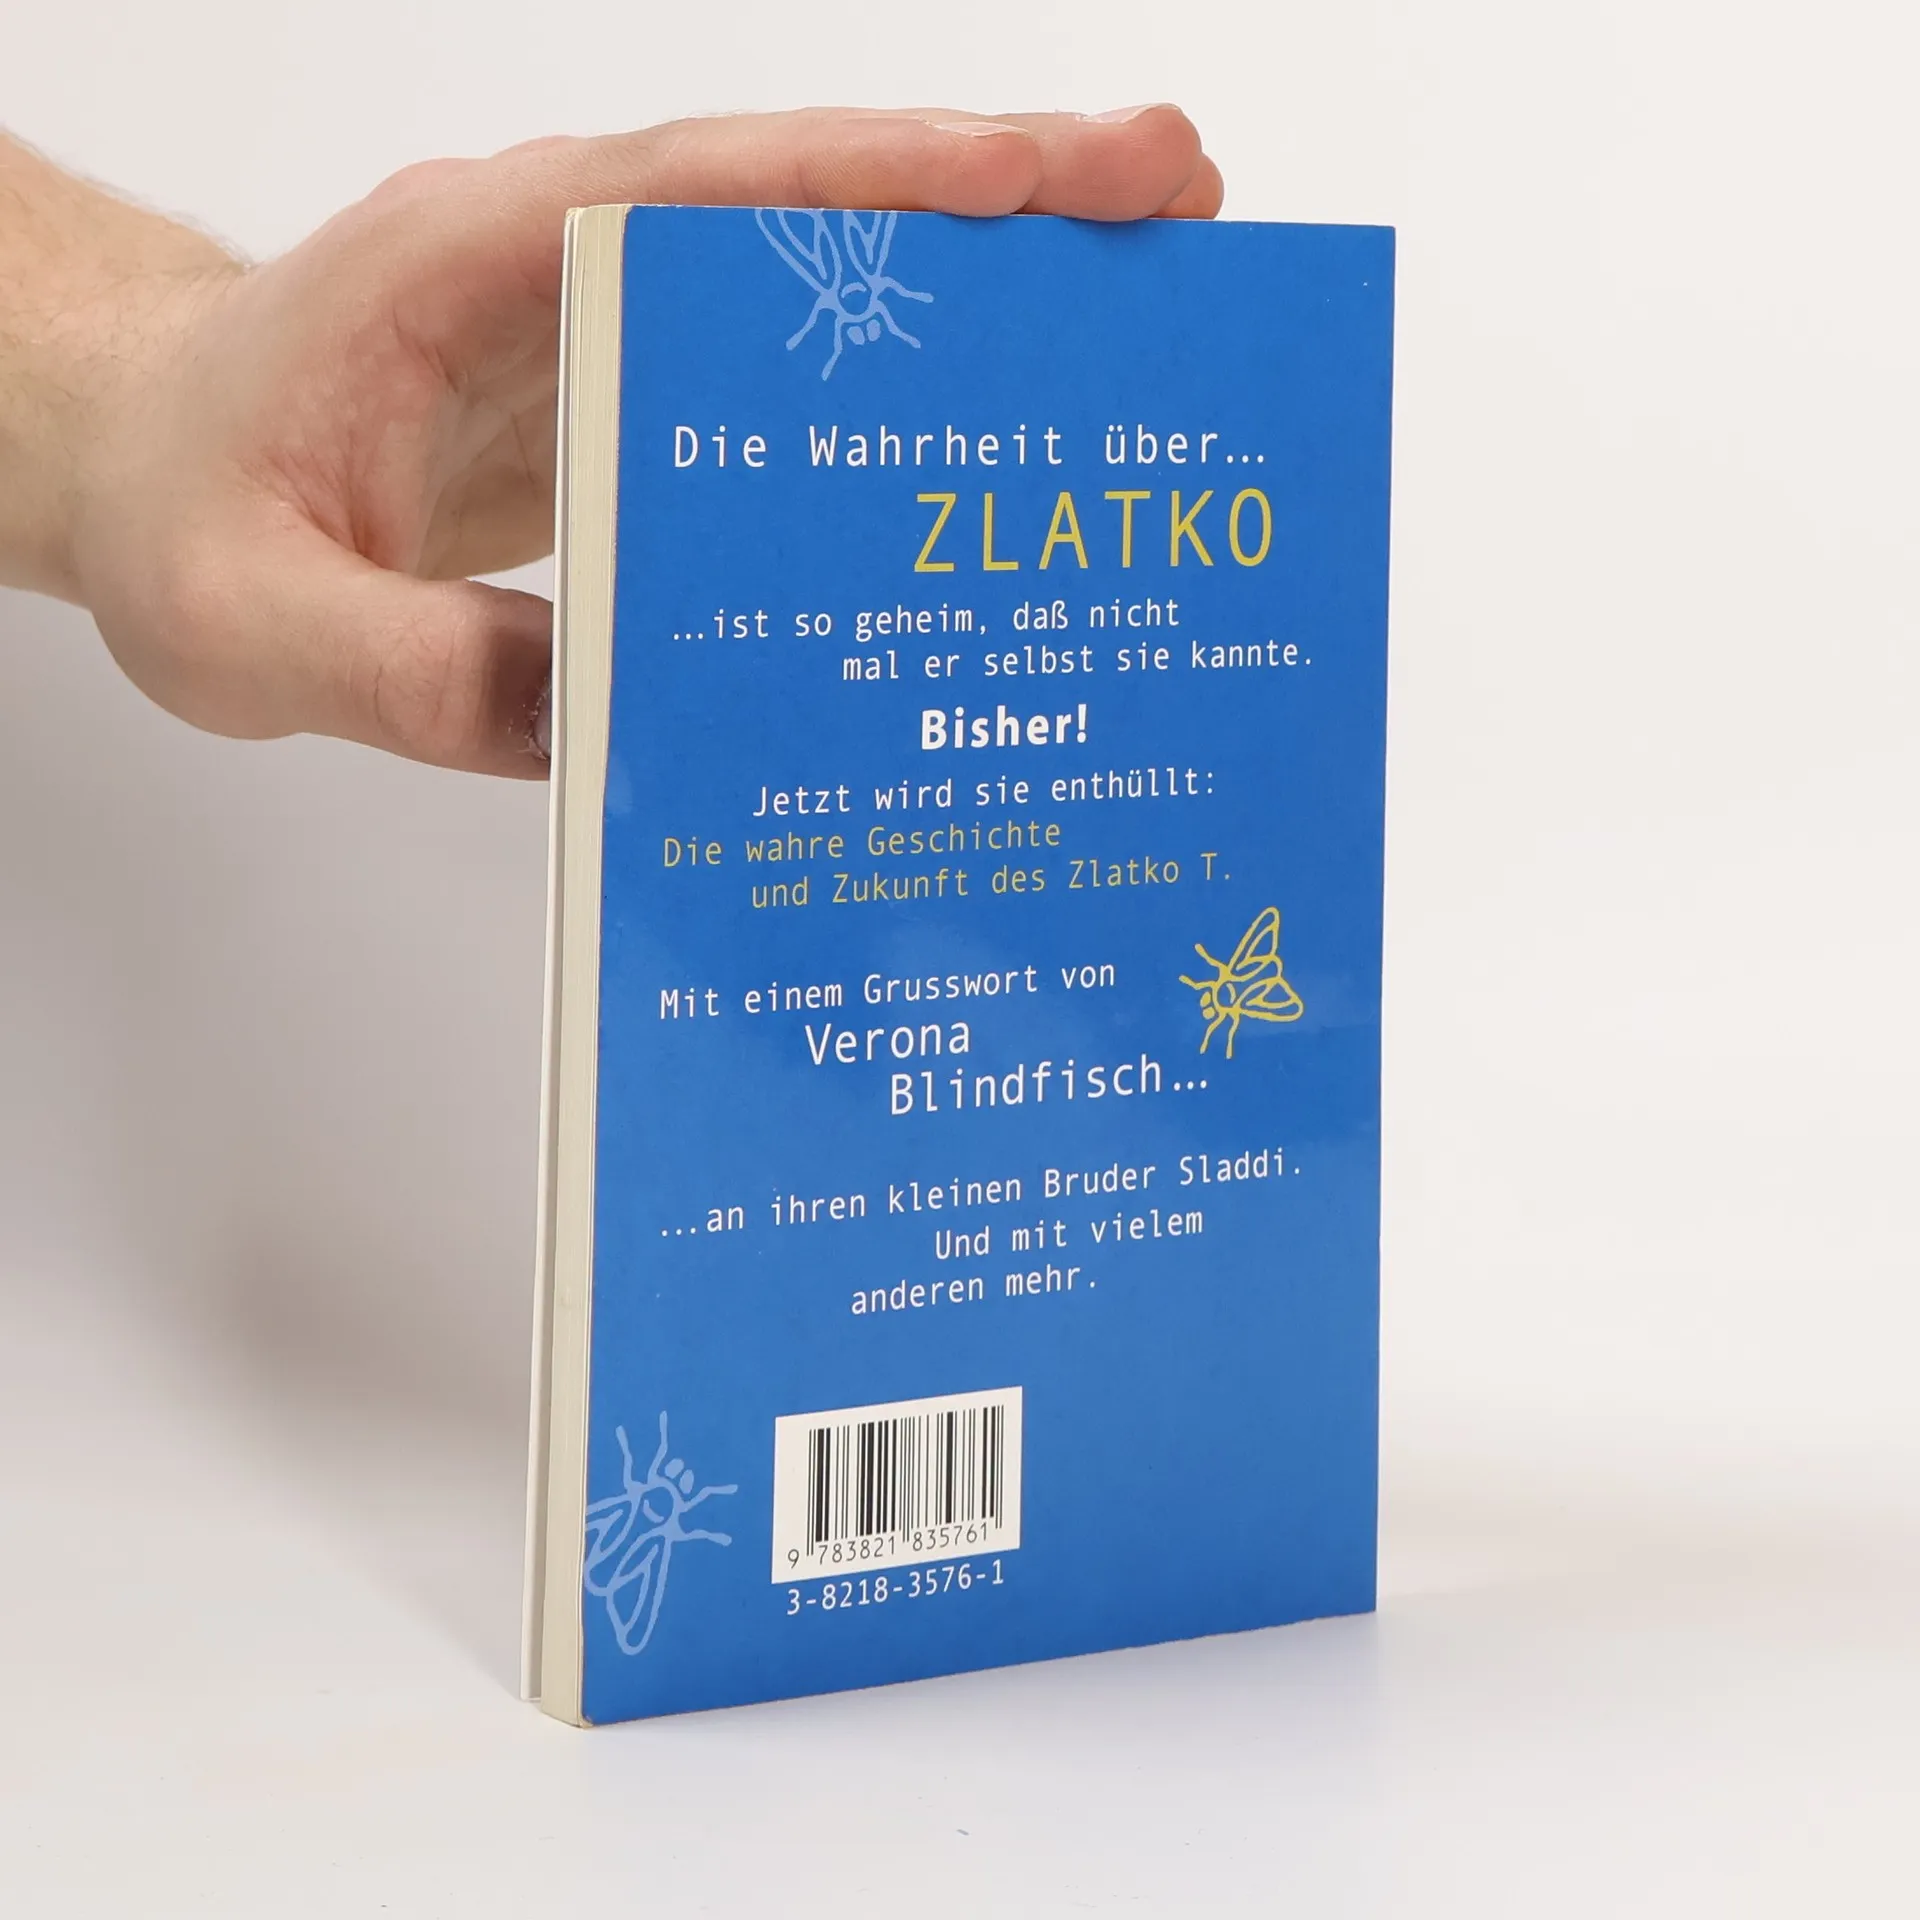 Die Wahrheit über...
ZLATKO
...ist so geheim, daß nicht
mal er selbst sie kannte.
Bisher!
Jetzt wird sie enthüllt:
Die wahre Geschichte
und Zukunft des Zlatko T.
Mit einem Grusswort von
Verona
Blindfisch...
...an ihren kleinen Bruder Sladdi.
Und mit vielem
anderen mehr.
9 783821 835761
3-8218-3576-1